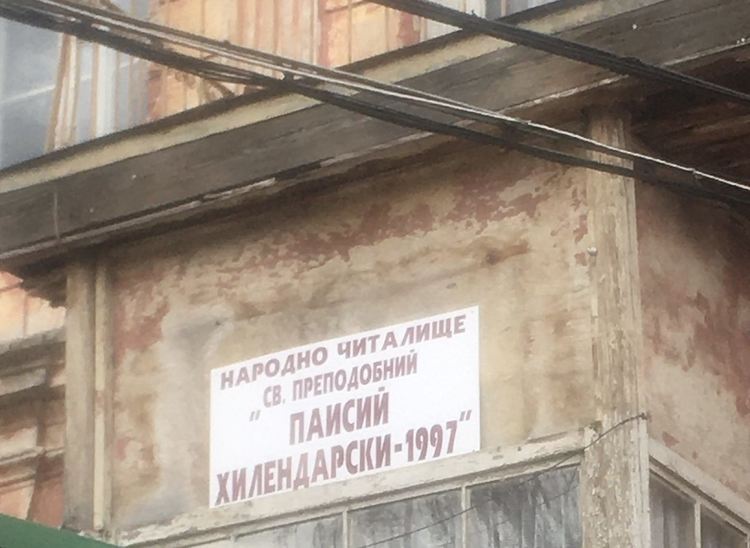 НАРОДНО ЧИТАЛИЩЕ
СВ. ПРЕПОДОБНИЙ
" ПАИСИЙ
ХИЛЕНДАРСКИ-1997"